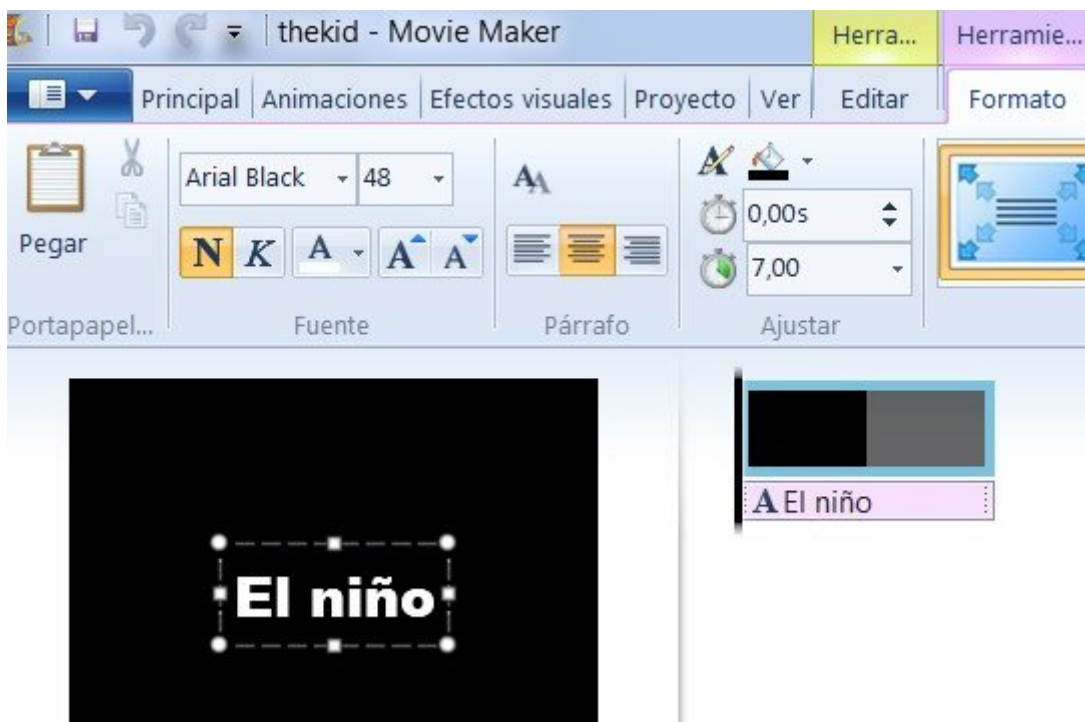 thekid - Movie Maker
Herra...
Herramie...
Principal
Animaciones
Efectos visuales
Proyecto
Ver
Editar
Formato
Pegar
Arial Black
48
N K A A A
0,00s
7,00
Portapapel...
Fuente
Párrafo
Ajustar
A El niño
El niño